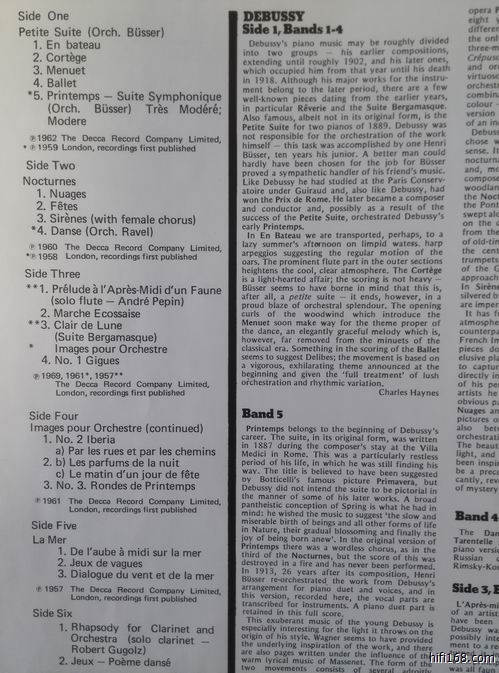 Side One
Petite Suite (Orch. Büsser)
1. En bateau
2. Cortège
3. Menuet
4. Ballet
*5. Printemps — Suite Symphonique
(Orch. Büsser) Très Modéré;
Modere
℗1962 The Decca Record Company Limited,
* ℗1959 London, recordings first published
Side Two
Nocturnes
1. Nuages
2. Fêtes
3. Sirènes (with female chorus)
*4. Danse (Orch. Ravel)
℗1960 The Decca Record Company Limited,
*℗1958 London, recordings first published
Side Three
**1. Prélude à l'Après-Midi d'un Faune
(solo flute — André Pepin)
2. Marche Ecossaise
**3. Clair de Lune
(Suite Bergamasque)
* Images pour Orchestre
4. No. 1 Gigues
℗1969, 1961*, 1957**
The Decca Record Company Limited,
London, recordings first published
Side Four
Images pour Orchestre (continued)
1. No. 2 Iberia
a) Par les rues et par les chemins
2. b) Les parfums de la nuit
c) Le matin d'un jour de fête
3. No. 3. Rondes de Printemps
℗1961 The Decca Record Company Limited,
London, recordings first published
Side Five
La Mer
1. De l'aube à midi sur la mer
2. Jeux de vagues
3. Dialogue du vent et de la mer
℗1957 The Decca Record Company Limited,
London, recordings first published
Side Six
1. Rhapsody for Clarinet and
Orchestra (solo clarinet —
Robert Gugolz)
2. Jeux — Poème dansé
DEBUSSY
Side 1, Bands 1-4
Debussy's piano music may be roughly divided
into two periods — his earlier compositions,
extending until roughly 1902, and his later ones,
which occupied him from that year until his death
in 1918. Although his major works for the instru-
ment belong to the later period, there are a few
well-known pieces dating from the earlier years,
in particular Rêverie and the Suite Bergamasque.
Also famous, albeit not in its original form, is the
Petite Suite for two pianos of 1889. Debussy was
not responsible for the orchestration of the work
himself — this task was accomplished by one Henri
Büsser, ten years his junior. A better man could
hardly have been chosen for the job for Büsser
proved a sympathetic handler of his friend's music.
Like Debussy he had studied at the Paris Conserv-
atoire under Guiraud and, also like Debussy, had
won the Prix de Rome. He later became a composer
and conductor and, possibly as a result of the
success of the Petite Suite, orchestrated Debussy's
early Printemps.
In En Bateau we are transported, perhaps, to a
lazy summer's afternoon on limpid waters. harp
arpeggios suggesting the regular motion of the
oars. The prominent flute part in the outer sections
heightens the cool, clear atmosphere. The Cortège
is a light-hearted affair; the scoring is not heavy —
Büsser seems to have borne in mind that this is,
after all, a petite suite — it ends, however, in a
proud blaze of orchestral splendour. The opening
curls of the woodwind which introduce the
Menuet soon make way for the theme proper of
the dance, an elegantly graceful melody which is,
however, far removed from the minuets of the
classical era. Something in the scoring of the Ballet
seems to suggest Delibes; the movement is based on
a vigorous, exhilarating theme announced at the
beginning and given the 'full treatment' of lush
orchestration and rhythmic variation.
Charles Haynes
Band 5
Printemps belongs to the beginning of Debussy's
career. The suite, in its original form, was written
in 1887 during the composer's stay at the Villa
Medici in Rome. This was a particularly restless
period of his life, in which he was still finding his
way. The title is believed to have been suggested
by Botticelli's famous picture Primavera, but
Debussy did not intend the suite to be pictorial in
the manner of some of his later works. A broad
pantheistic conception of Spring is what he had in
mind: he wished the music to suggest 'the slow and
miserable birth of beings and all other forms of life
in Nature, their gradual blossoming and finally the
joy of being born anew'. In the original version of
Printemps there was a wordless chorus, as in the
third of the Nocturnes, but the score of this was
destroyed in a fire and has never been performed.
In 1913, 26 years after its composition, Henri
Büsser re-orchestrated the work from Debussy's
arrangement for piano duet and voices, and in
this version, recorded here, the vocal parts are
transcribed for instruments. A piano duet part is
retained in this full score.
This exuberant music of the young Debussy is
especially interesting for the light it throws on the
origin of his style. Wagner seems to have provided
the underlying inspiration of the work, and there
are also pages written under the influence of the
warm lyrical music of Massenet. The form of the
two movements consists of several adroitly
Band 4
The Dan
Tarentelle
piano versio
Russian
Rimsky-Kor
Side 3, B
L'Après-mi
hifi168.com